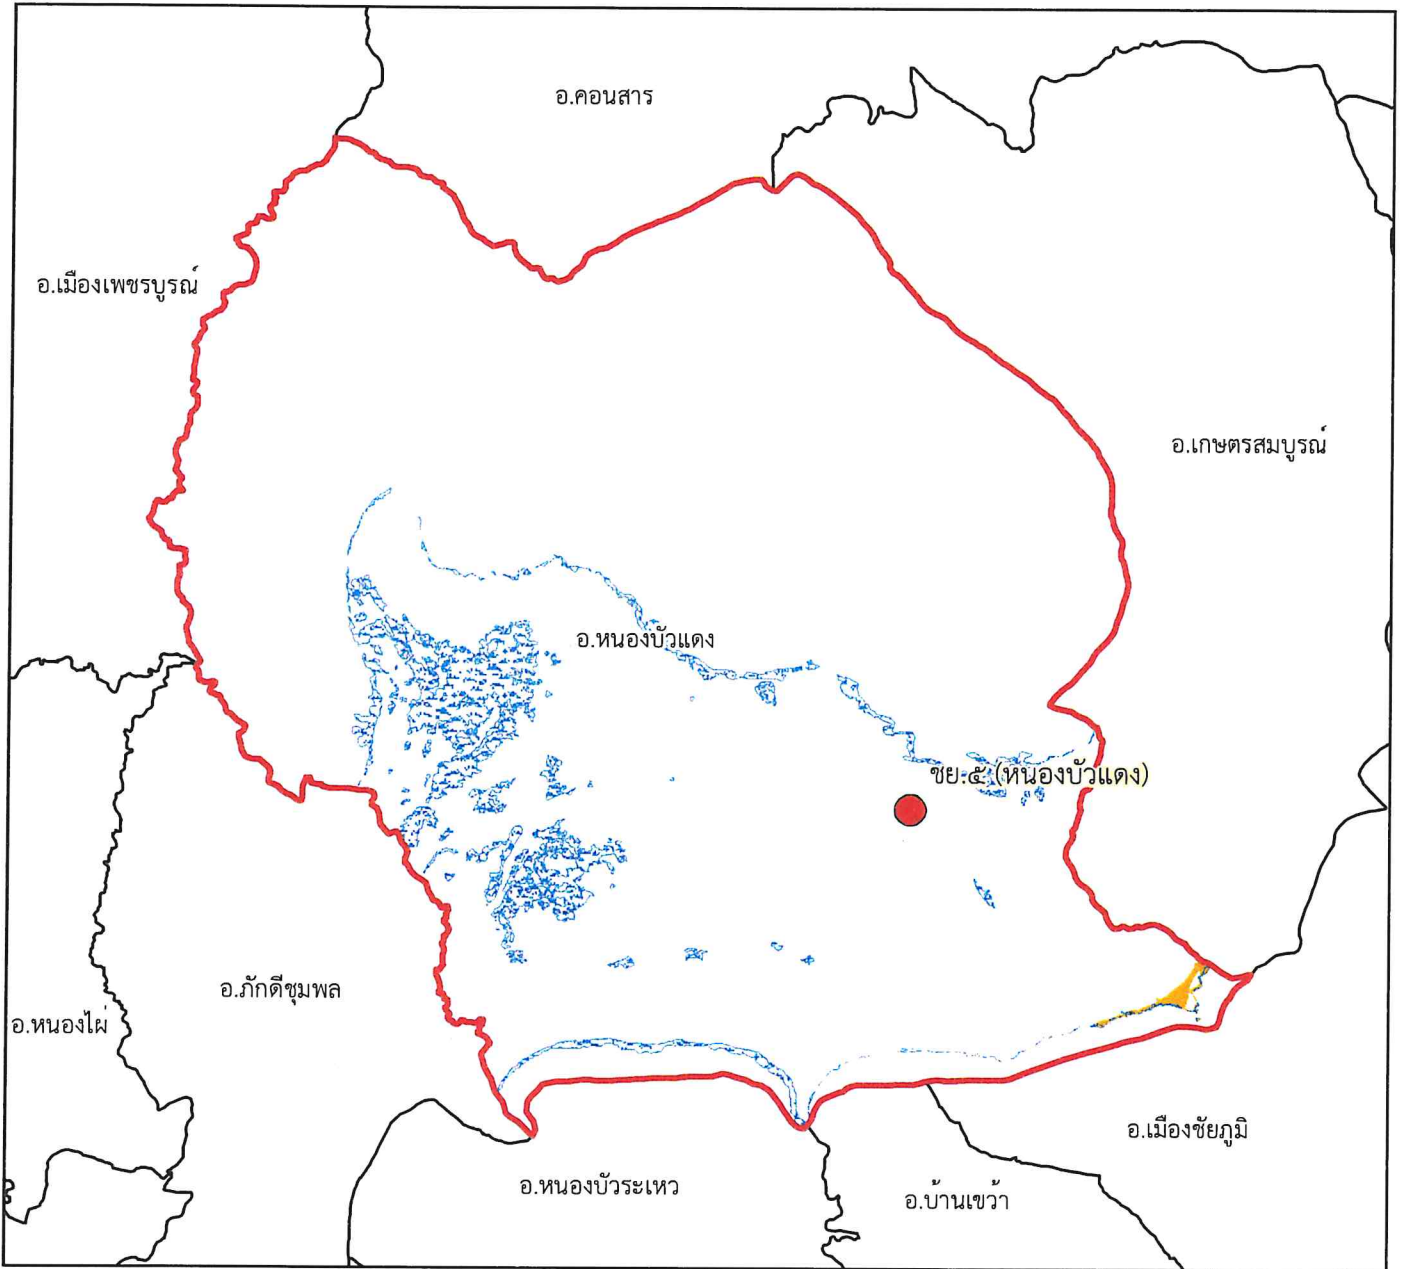 อ.คอนสาร
อ.เมืองเพชรบูรณ์
อ.เกษตรสมบูรณ์
อ.หนองบัวแดง
ชย.๕ (หนองบัวแดง)
อ.ภักดีชุมพล
อ.หนองไผ่
อ.เมืองชัยภูมิ
อ.หนองบัวระเหว
อ.บ้านเขว้า